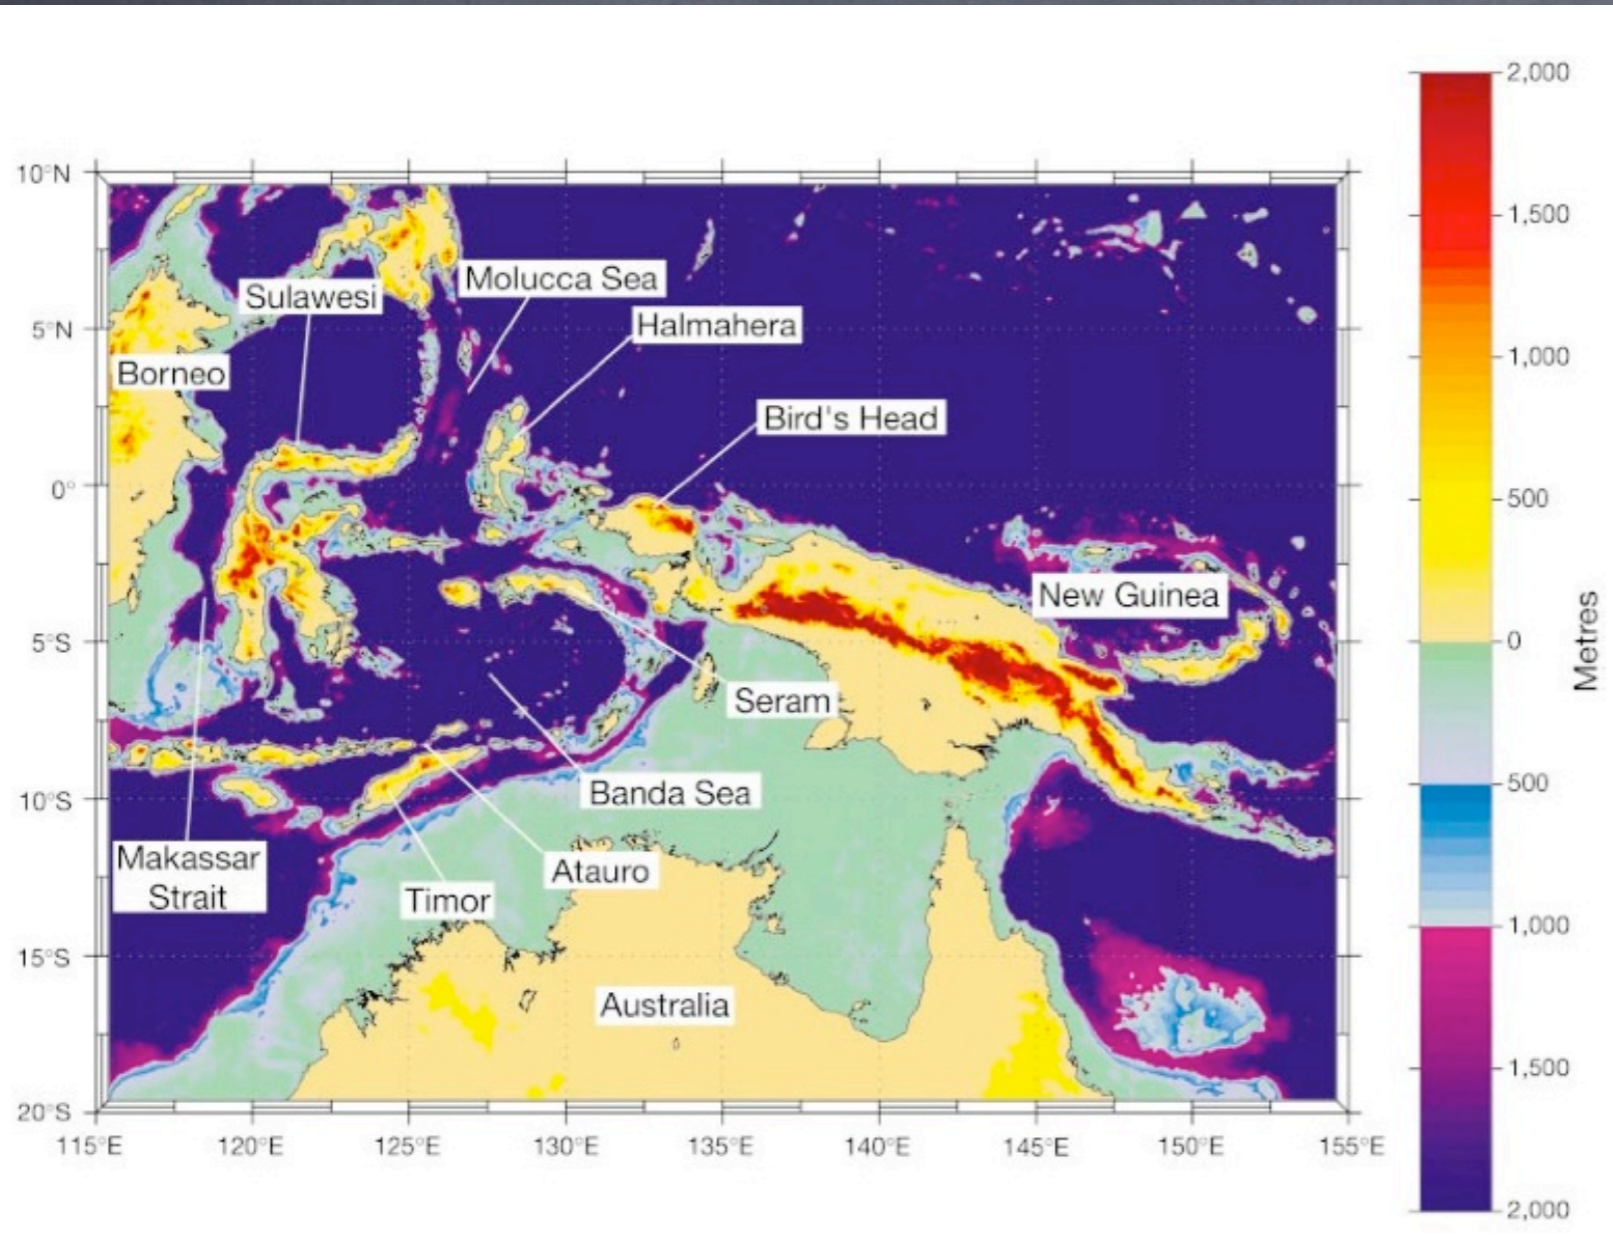 2,000
10°N
1,500
Molucca Sea
Sulawesi
Halmahera
5°N
1,000
Borneo
Bird's Head
0°
500
New Guinea
5°S
0
Metres
Seram
Banda Sea
10°S
500
Makassar
Strait
Atauro
Timor
1,000
15°S
Australia
1,500
20°S
115°E
120°E
125°E
130°E
135°E
140°E
145°E
150°E
155°E
2,000